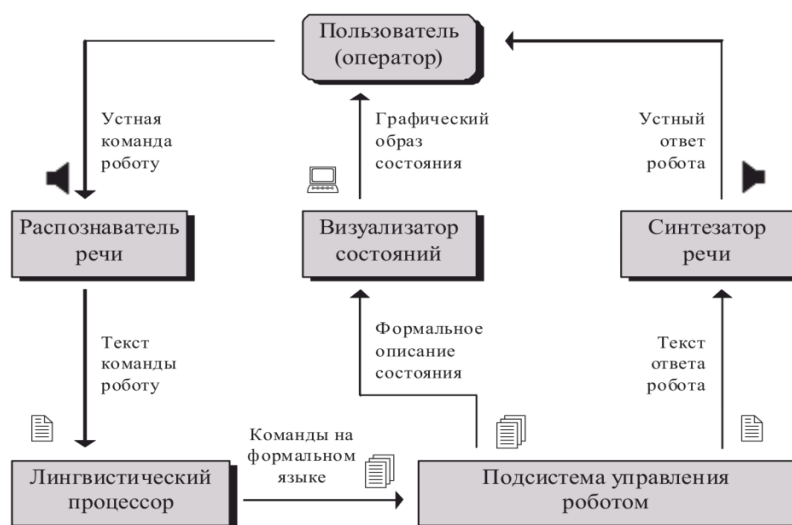 Пользователь
(оператор)
Устная
команда
роботу
Графический
образ
состояния
Устный
ответ
робота
Распознаватель
речи
Визуализатор
состояний
Синтезатор
речи
Текст
команды
роботу
Формальное
описание
состояния
Текст
ответа
робота
Лингвистический
процессор
Команды на
формальном
языке
Подсистема управления
роботом